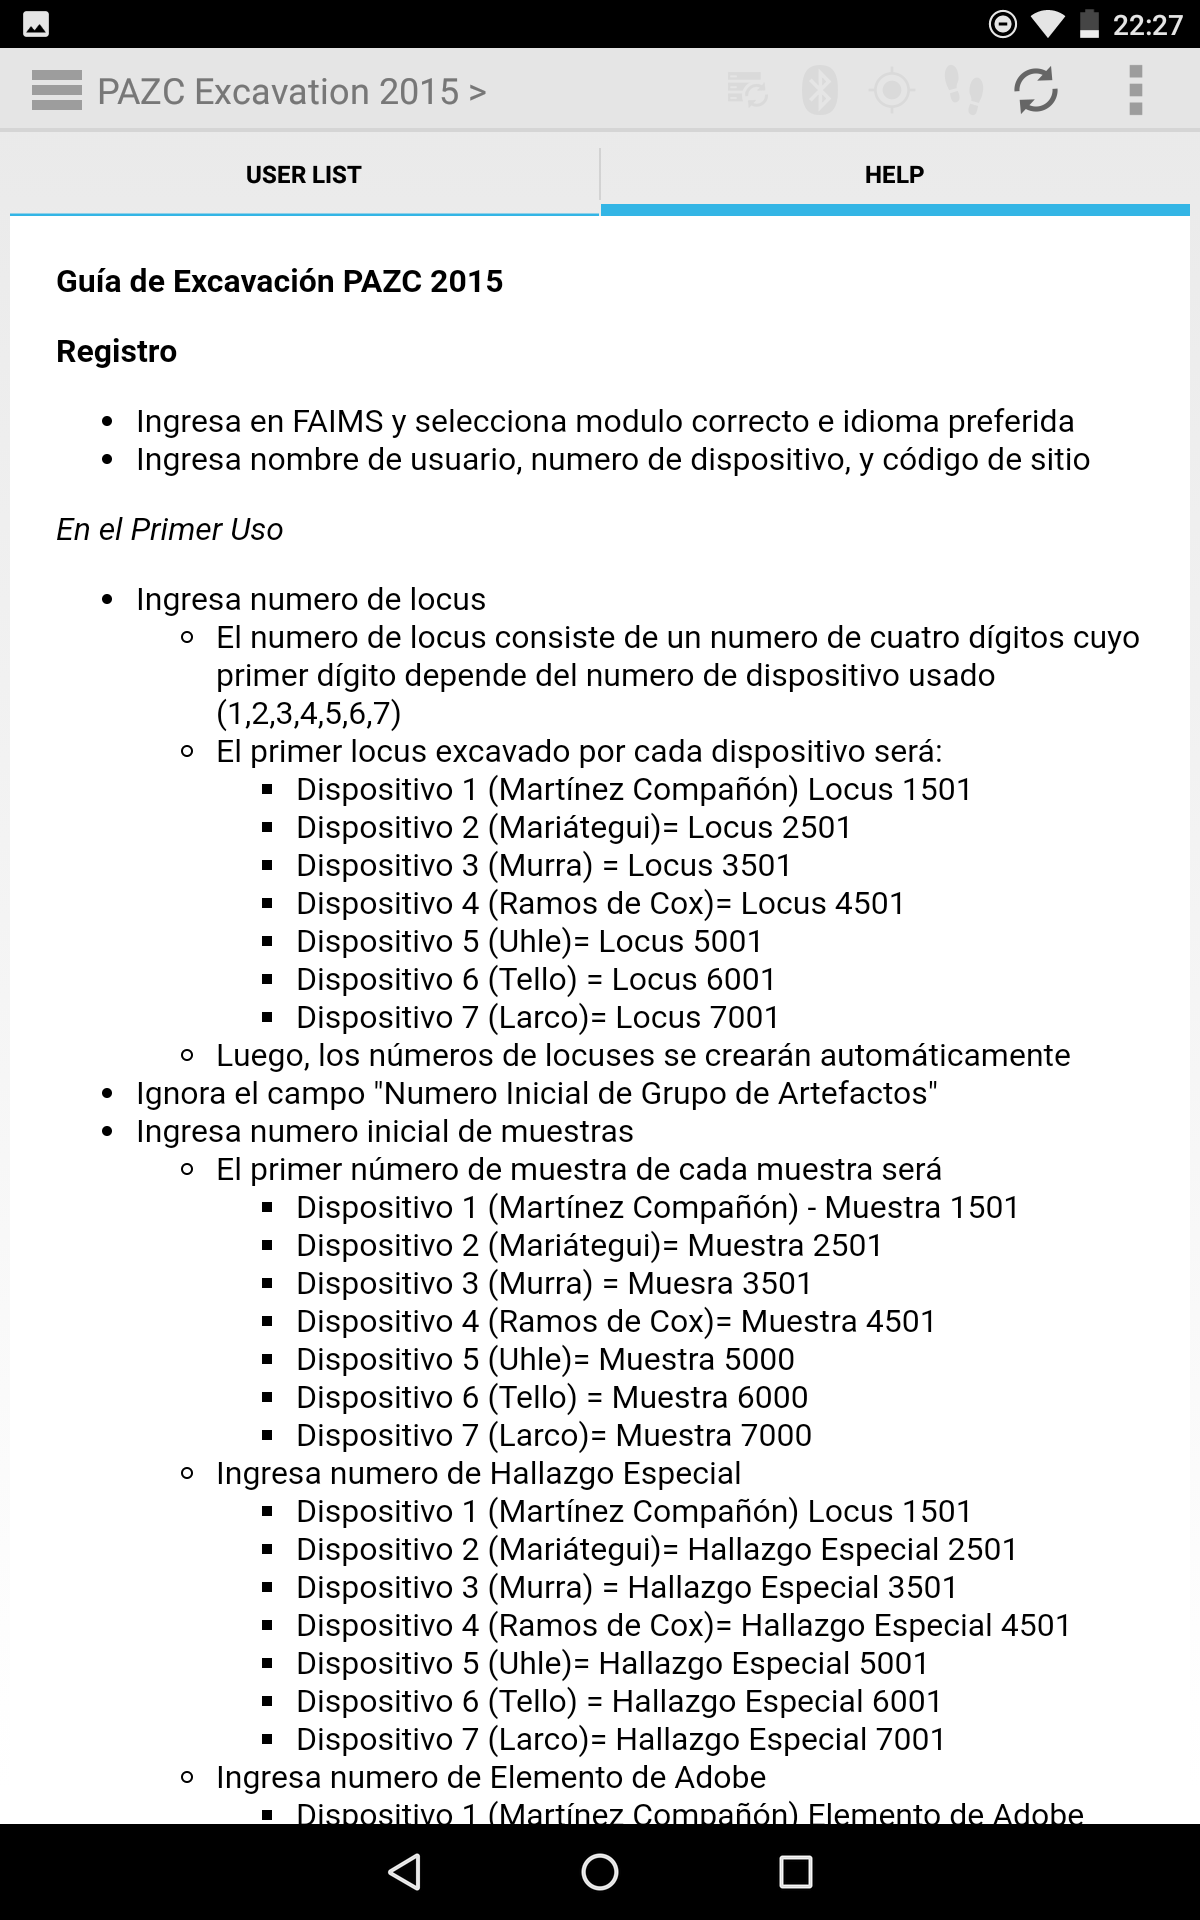 22:27
PAZC Excavation 2015 >
USER LIST
HELP
Guía de Excavación PAZC 2015
Registro
Ingresa en FAIMS y selecciona modulo correcto e idioma preferida
Ingresa nombre de usuario, numero de dispositivo, y código de sitio
En el Primer Uso
Ingresa numero de locus
El numero de locus consiste de un numero de cuatro dígitos cuyo
primer dígito depende del numero de dispositivo usado
(1,2,3,4,5,6,7)
El primer locus excavado por cada dispositivo será:
Dispositivo 1 (Martínez Compañón) Locus 1501
Dispositivo 2 (Mariátegui)= Locus 2501
Dispositivo 3 (Murra) = Locus 3501
Dispositivo 4 (Ramos de Cox)= Locus 4501
Dispositivo 5 (Uhle)= Locus 5001
Dispositivo 6 (Tello) = Locus 6001
Dispositivo 7 (Larco)= Locus 7001
Luego, los números de locuses se crearán automáticamente
Ignora el campo "Numero Inicial de Grupo de Artefactos"
Ingresa numero inicial de muestras
El primer número de muestra de cada muestra será
Dispositivo 1 (Martínez Compañón) - Muestra 1501
Dispositivo 2 (Mariátegui)= Muestra 2501
Dispositivo 3 (Murra) = Muesra 3501
Dispositivo 4 (Ramos de Cox)= Muestra 4501
Dispositivo 5 (Uhle)= Muestra 5000
Dispositivo 6 (Tello) = Muestra 6000
Dispositivo 7 (Larco)= Muestra 7000
Ingresa numero de Hallazgo Especial
Dispositivo 1 (Martínez Compañón) Locus 1501
Dispositivo 2 (Mariátegui)= Hallazgo Especial 2501
Dispositivo 3 (Murra) = Hallazgo Especial 3501
Dispositivo 4 (Ramos de Cox)= Hallazgo Especial 4501
Dispositivo 5 (Uhle)= Hallazgo Especial 5001
Dispositivo 6 (Tello) = Hallazgo Especial 6001
Dispositivo 7 (Larco)= Hallazgo Especial 7001
Ingresa numero de Elemento de Adobe
Dispositivo 1 (Martínez Compañón) Elemento de Adobe